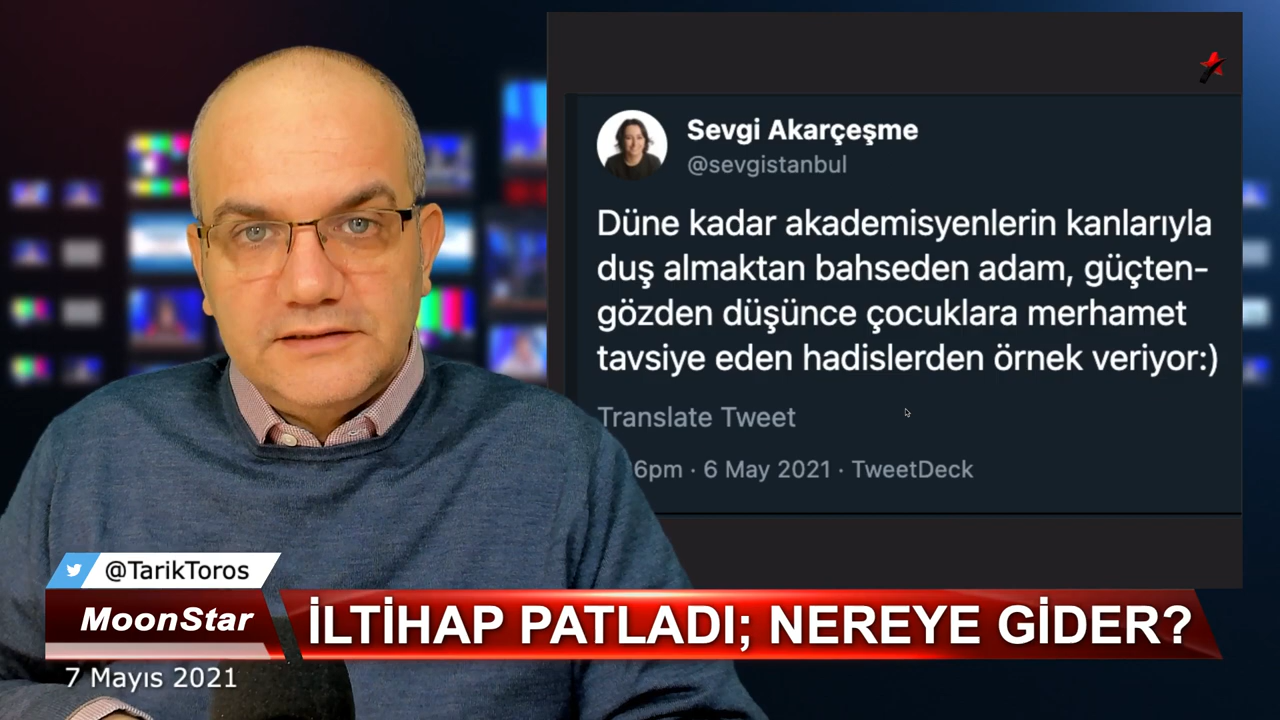 Sevgi Akarçeşme
@sevgistanbul
Düne kadar akademisyenlerin kanlarıyla
duş almaktan bahseden adam, güçten-
gözden düşünce çocuklara merhamet
tavsiye eden hadislerden örnek veriyor:)
Translate Tweet
6pm · 6 May 2021 · TweetDeck
@TarikToros
MoonStar
İLTİHAP PATLADI; NEREYE GİDER?
7 Mayıs 2021